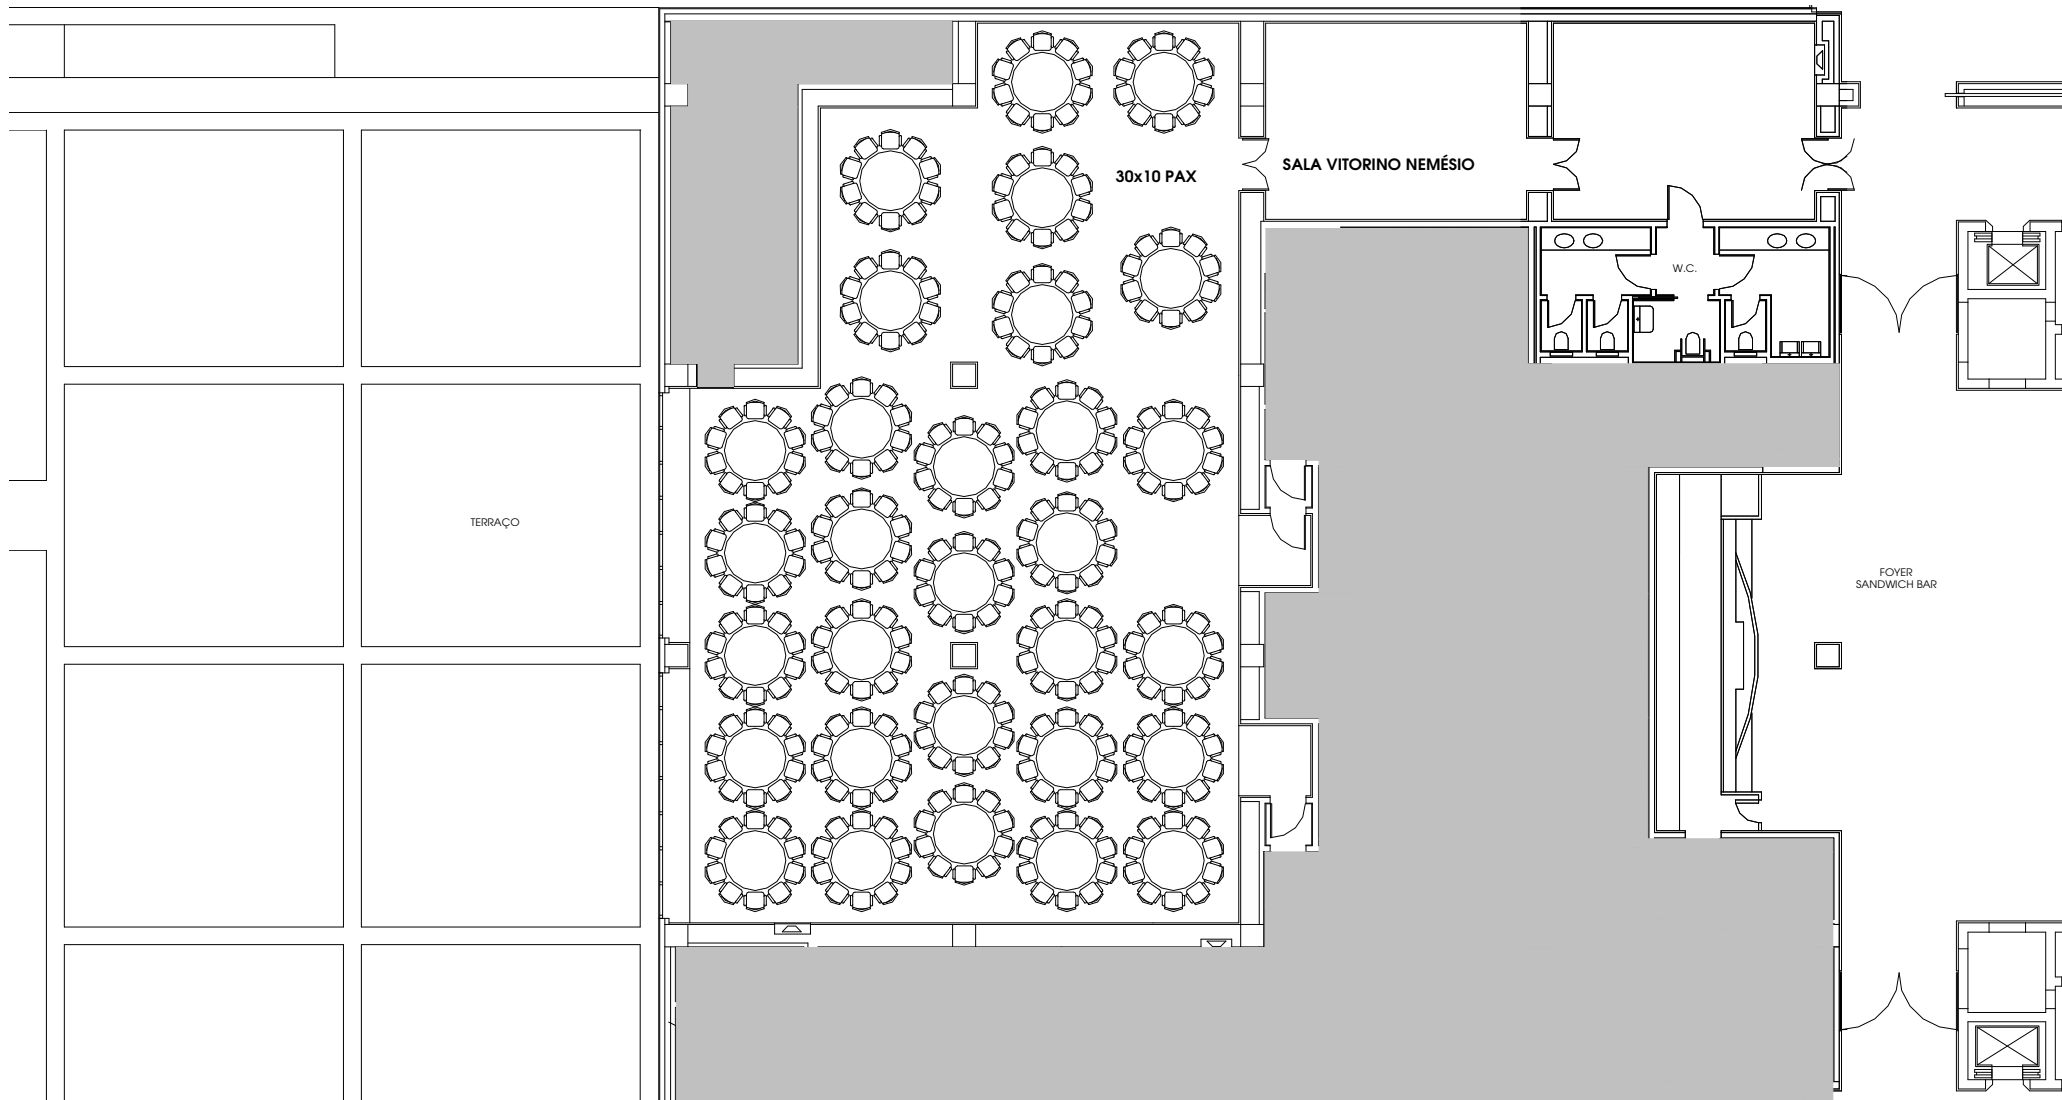 SALA VITORINO NEMÉSIO
30x10 PAX
W.C.
TERRAÇO
FOYER
SANDWICH BAR